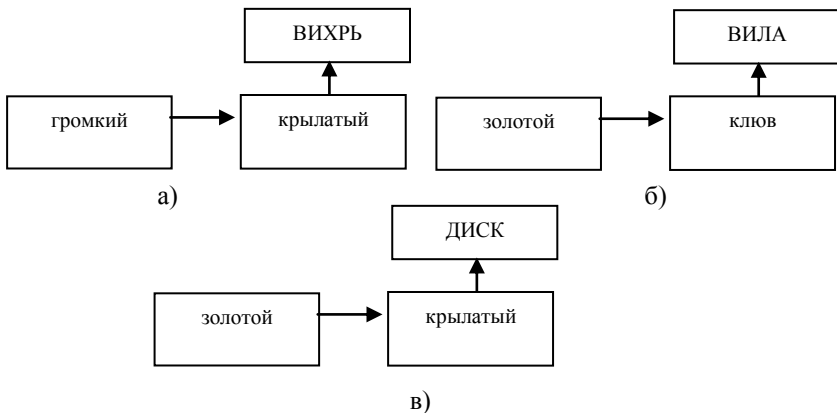 ВИХРЬ
громкий
крылатый
а)
ВИЛА
золотой
клюв
б)
ДИСК
золотой
крылатый
в)